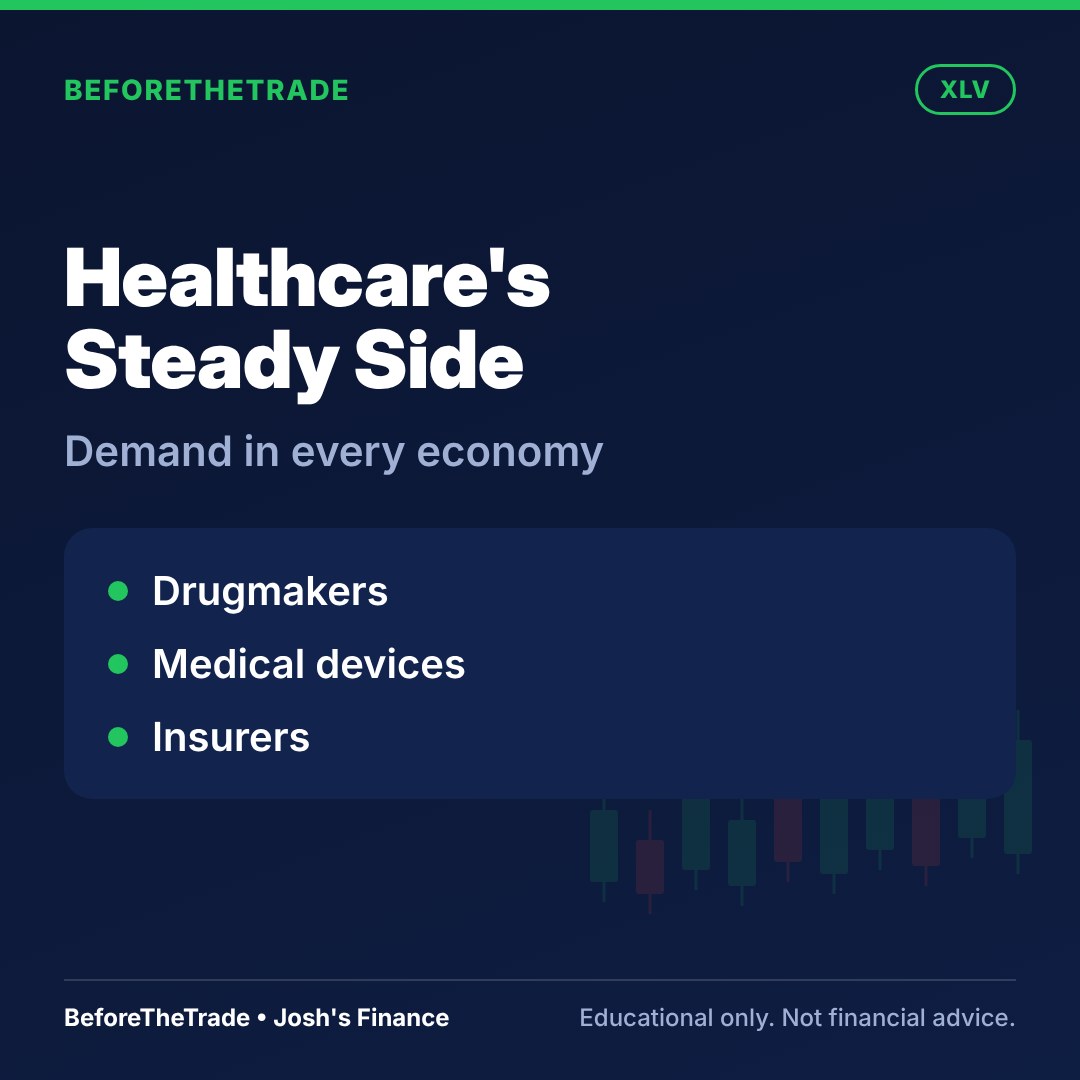 BEFORETHETRADE
XLV
Healthcare's
Steady Side
Demand in every economy
Drugmakers
Medical devices
Insurers
BeforeTheTrade • Josh's Finance
Educational only. Not financial advice.